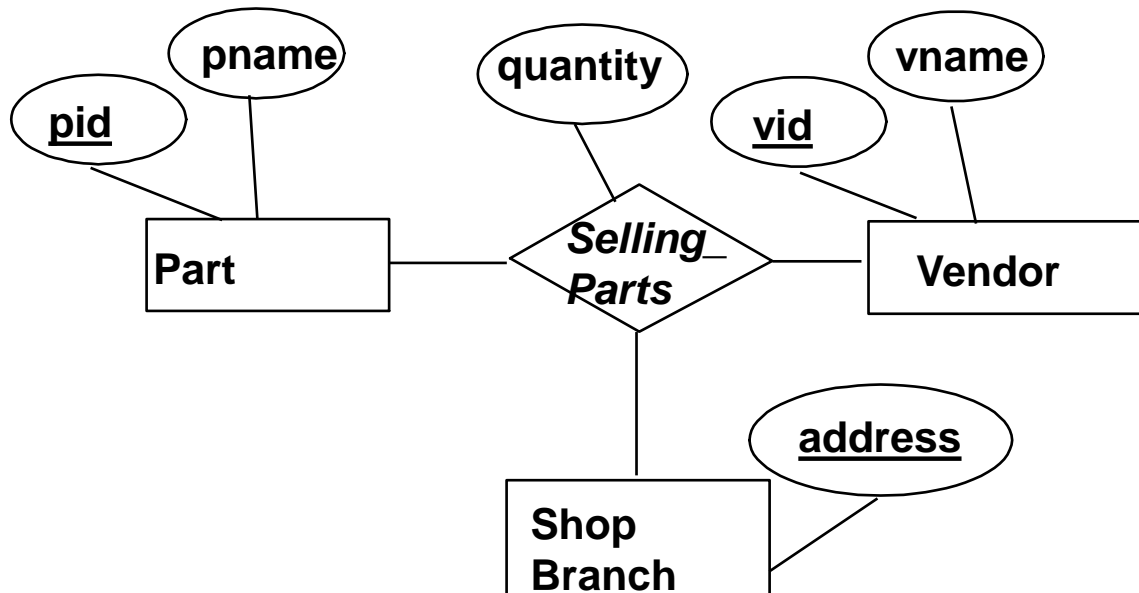 pname
quantity
vname
pid
vid
Selling_
Parts
Part
Vendor
address
Shop
Branch